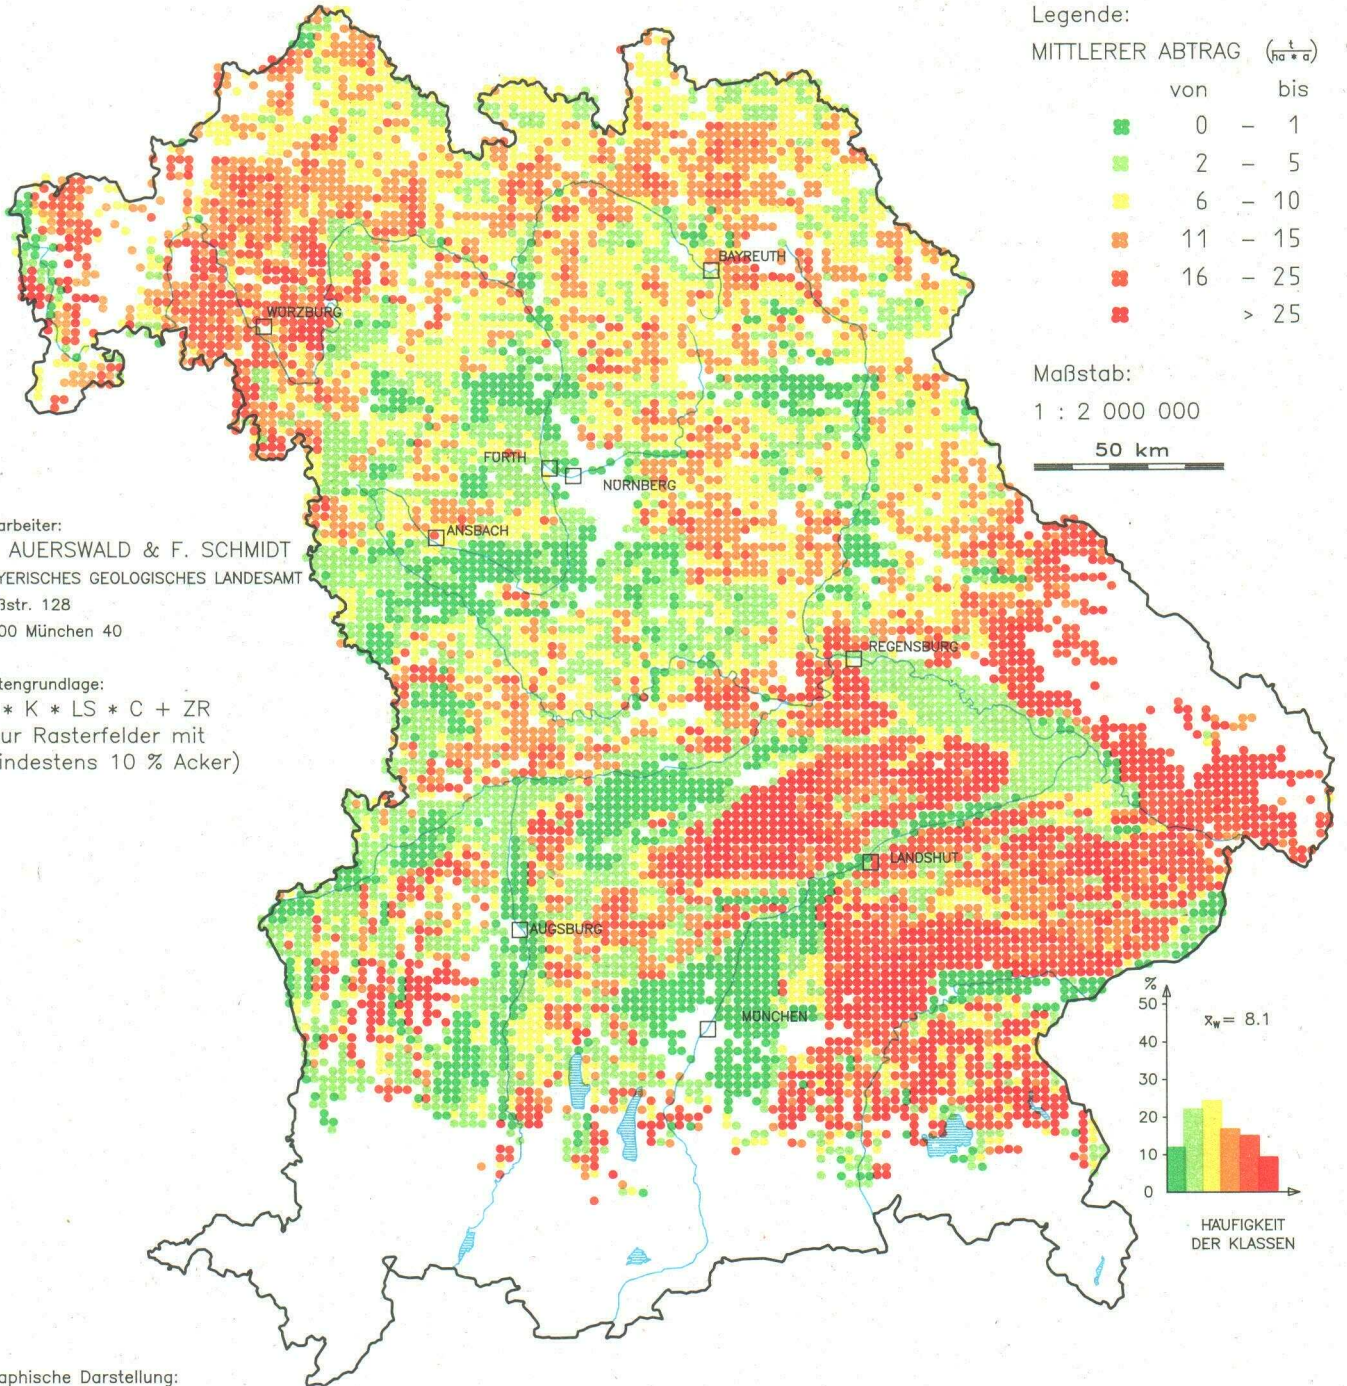 Legende:
MITTLERER ABTRAG (t/ha * a)
von bis
0 – 1
2 – 5
6 – 10
11 – 15
16 – 25
> 25
Maßstab:
1 : 2 000 000
50 km
BAYREUTH
WÜRZBURG
FÜRTH
NÜRNBERG
ANSBACH
REGENSBURG
LANDSHUT
AUGSBURG
MÜNCHEN
arbeiter:
AUERSWALD & F. SCHMIDT
YERISCHES GEOLOGISCHES LANDESAMT
ßstr. 128
00 München 40
tengrundlage:
* K * LS * C + ZR
ur Rasterfelder mit
indestens 10 % Acker)
%
50
40
30
20
10
0
x̄w = 8.1
HÄUFIGKEIT
DER KLASSEN
aphische Darstellung: